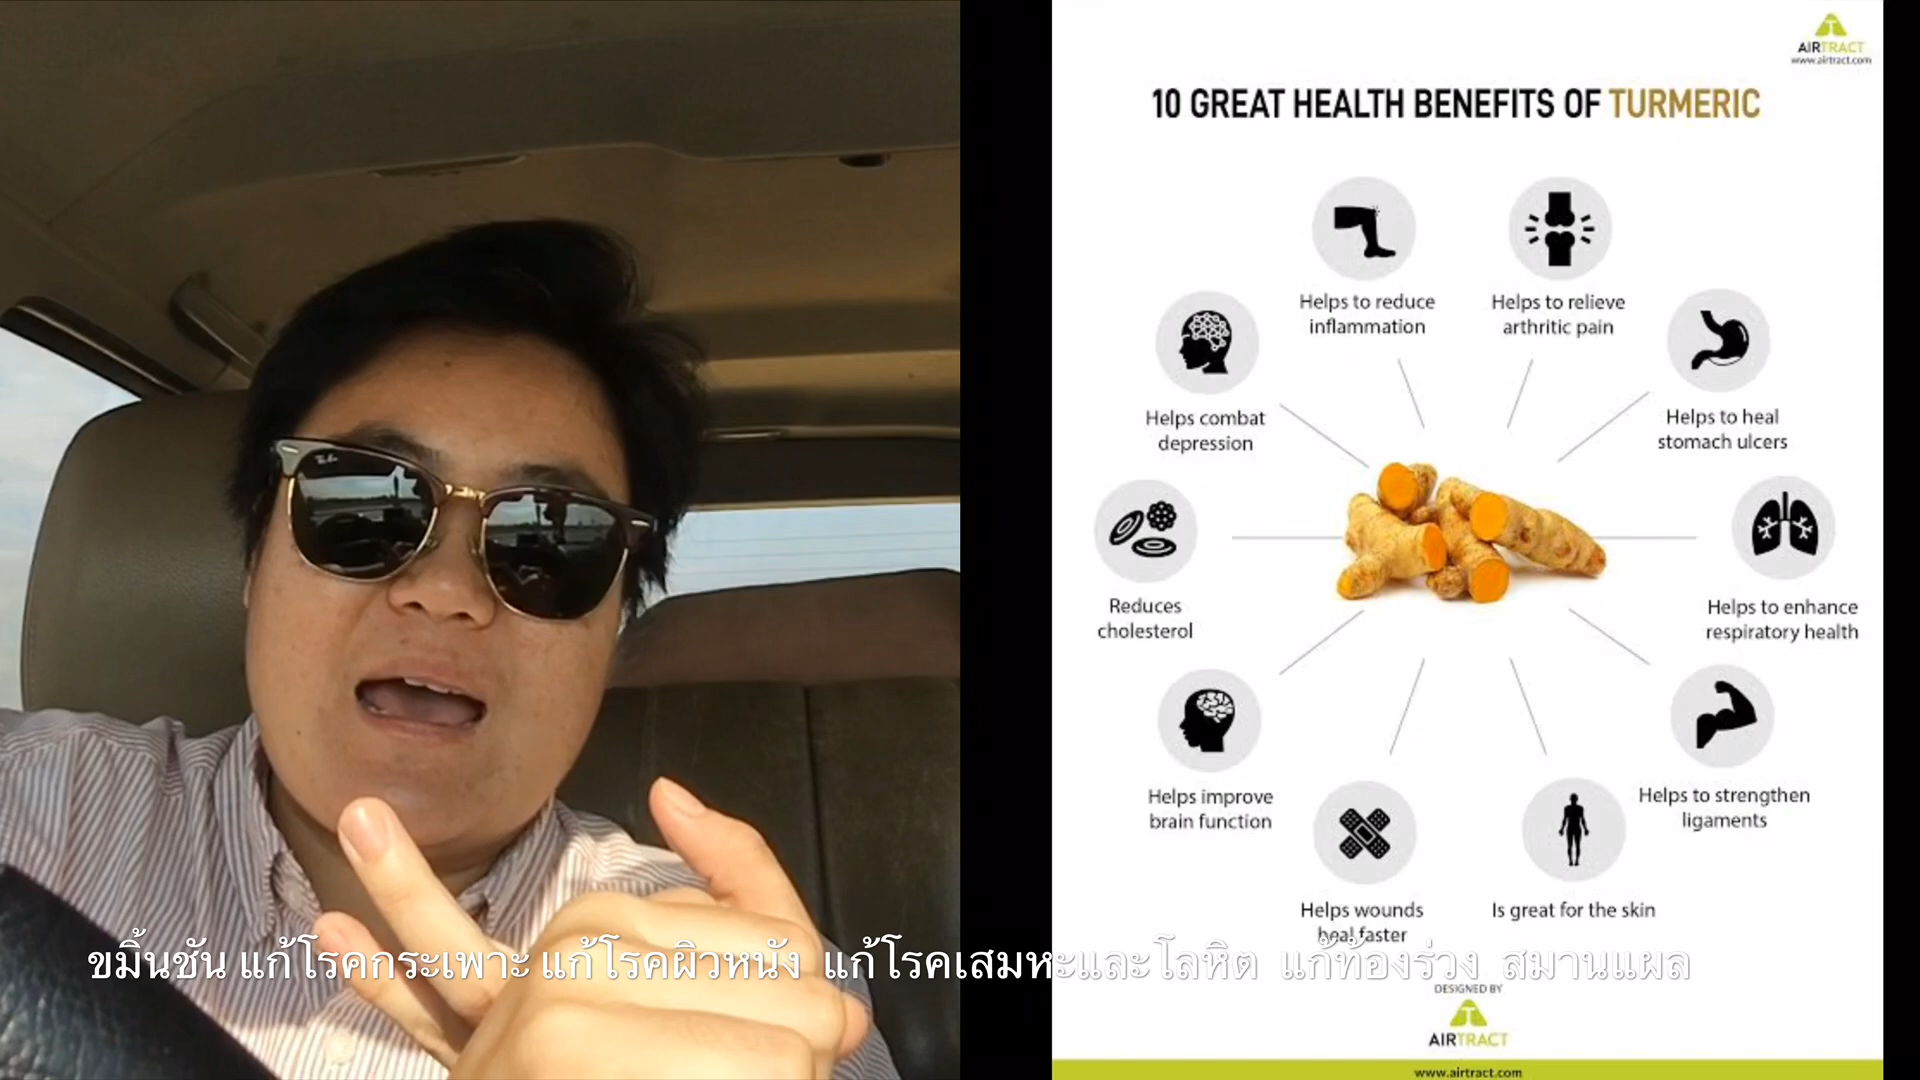 AIRTRACT
www.airtract.com
10 GREAT HEALTH BENEFITS OF TURMERIC
Helps to reduce
inflammation
Helps to relieve
arthritic pain
Helps combat
depression
Helps to heal
stomach ulcers
Reduces
cholesterol
Helps to enhance
respiratory health
Helps improve
brain function
Helps to strengthen
ligaments
Helps wounds
heal faster
Is great for the skin
ขมิ้นชัน แก้โรคกระเพาะ แก้โรคผิวหนัง แก้โรคเสมหะและโลหิต แก้ท้องร่วง สมานแผล
DESIGNED BY
AIRTRACT
www.airtract.com
Ray-Ban